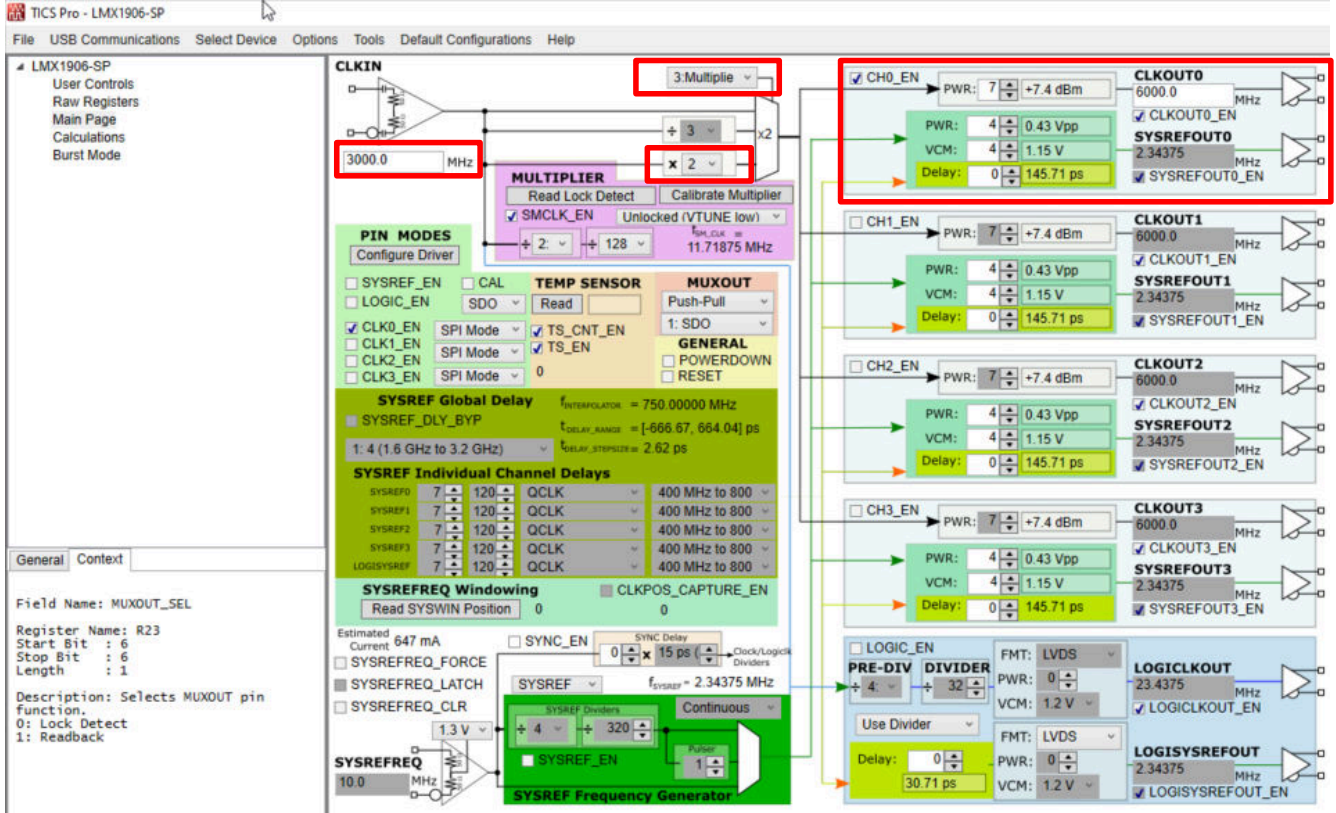 TICS Pro - LMX1906-SP
File USB Communications Select Device Options Tools Default Configurations Help
LMX1906-SP
User Controls
Raw Registers
Main Page
Calculations
Burst Mode
General Context
Field Name: MUXOUT_SEL
Register Name: R23
Start Bit : 6
Stop Bit : 6
Length : 1
Description: Selects MUXOUT pin
function.
0: Lock Detect
1: Readback
CLKIN
3:Multiplie
÷ 3
x2
3000.0 MHz
x 2
MULTIPLIER
Read Lock Detect Calibrate Multiplier
SMCLK_EN Unlocked (VTUNE low)
÷ 2: ÷ 128
fSM_CLK =
11.71875 MHz
PIN MODES
Configure Driver
SYSREF_EN CAL
LOGIC_EN SDO
CLK0_EN SPI Mode
CLK1_EN
CLK2_EN SPI Mode
CLK3_EN SPI Mode
TEMP SENSOR
Read
TS_CNT_EN
TS_EN
0
MUXOUT
Push-Pull
1: SDO
GENERAL
POWERDOWN
RESET
SYSREF Global Delay
SYSREF_DLY_BYP
1: 4 (1.6 GHz to 3.2 GHz)
fINTERPOLATOR = 750.00000 MHz
tDELAY_RANGE = [-666.67, 664.04] ps
tDELAY_STEPSIZE = 2.62 ps
SYSREF Individual Channel Delays
SYSREF0 7 120 QCLK 400 MHz to 800
SYSREF1 7 120 QCLK 400 MHz to 800
SYSREF2 7 120 QCLK 400 MHz to 800
SYSREF3 7 120 QCLK 400 MHz to 800
LOGISYSREF 7 120 QCLK 400 MHz to 800
SYSREFREQ Windowing CLKPOS_CAPTURE_EN
Read SYSWIN Position 0 0
Estimated
Current 647 mA
SYNC_EN
SYNC Delay
0 x 15 ps (
Clock/Logiclk
Dividers
SYSREFREQ_FORCE
SYSREFREQ_LATCH
SYSREFREQ_CLR
SYSREF
fSYSREF = 2.34375 MHz
1.3 V
SYSREF Dividers
÷ 4 ÷ 320
Continuous
Pulser
1
SYSREF_EN
SYSREF Frequency Generator
SYSREFREQ
10.0 MHz
CH0_EN
PWR: 7 +7.4 dBm
CLKOUT0
6000.0 MHz
CLKOUT0_EN
PWR: 4 0.43 Vpp
VCM: 4 1.15 V
Delay: 0 145.71 ps
SYSREFOUT0
2.34375 MHz
SYSREFOUT0_EN
CH1_EN
PWR: 7 +7.4 dBm
CLKOUT1
6000.0 MHz
CLKOUT1_EN
PWR: 4 0.43 Vpp
VCM: 4 1.15 V
Delay: 0 145.71 ps
SYSREFOUT1
2.34375 MHz
SYSREFOUT1_EN
CH2_EN
PWR: 7 +7.4 dBm
CLKOUT2
6000.0 MHz
CLKOUT2_EN
PWR: 4 0.43 Vpp
VCM: 4 1.15 V
Delay: 0 145.71 ps
SYSREFOUT2
2.34375 MHz
SYSREFOUT2_EN
CH3_EN
PWR: 7 +7.4 dBm
CLKOUT3
6000.0 MHz
CLKOUT3_EN
PWR: 4 0.43 Vpp
VCM: 4 1.15 V
Delay: 0 145.71 ps
SYSREFOUT3
2.34375 MHz
SYSREFOUT3_EN
LOGIC_EN
PRE-DIV DIVIDER
÷ 4: ÷ 32
Use Divider
Delay: 0
30.71 ps
FMT: LVDS
PWR: 0
VCM: 1.2 V
LOGICLKOUT
23.4375 MHz
LOGICLKOUT_EN
FMT: LVDS
PWR: 0
VCM: 1.2 V
LOGISYSREFOUT
2.34375 MHz
LOGISYSREFOUT_EN